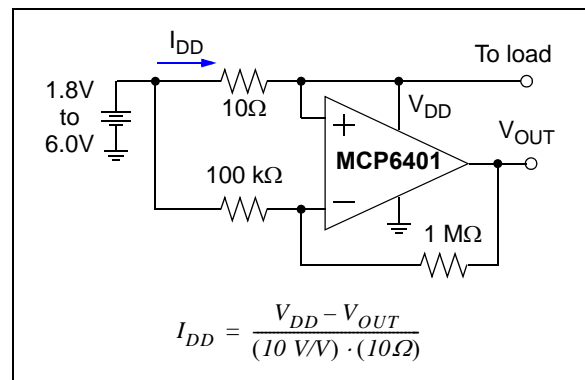 I_DD
To load
1.8V
to
6.0V
10Ω
V_DD
V_OUT
+
MCP6401
100 kΩ
−
1 MΩ
I_DD = (V_DD – V_OUT) / ((10 V/V) · (10Ω))